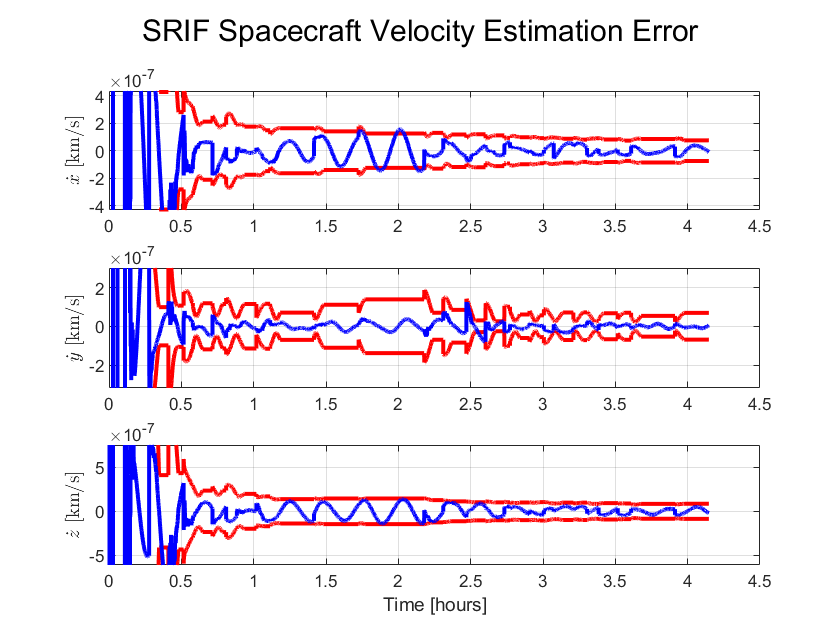 SRIF Spacecraft Velocity Estimation Error
×10⁻⁷
4
2
0
-2
-4
ẋ [km/s]
0 0.5 1 1.5 2 2.5 3 3.5 4 4.5
×10⁻⁷
2
0
-2
ẏ [km/s]
0 0.5 1 1.5 2 2.5 3 3.5 4 4.5
×10⁻⁷
5
0
-5
ż [km/s]
0 0.5 1 1.5 2 2.5 3 3.5 4 4.5
Time [hours]